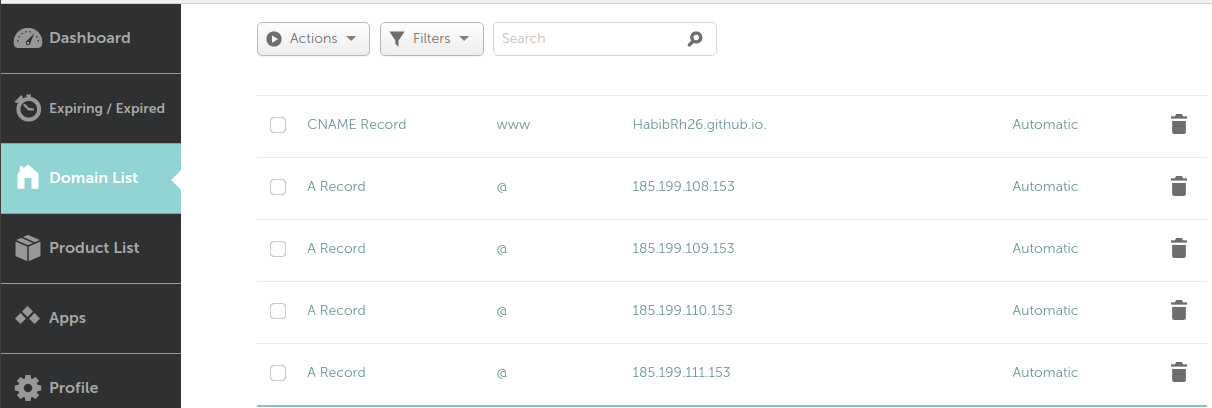 Dashboard
Expiring / Expired
Domain List
Product List
Apps
Profile
Actions Filters Search
CNAME Record www HabibRh26.github.io. Automatic
A Record @ 185.199.108.153 Automatic
A Record @ 185.199.109.153 Automatic
A Record @ 185.199.110.153 Automatic
A Record @ 185.199.111.153 Automatic